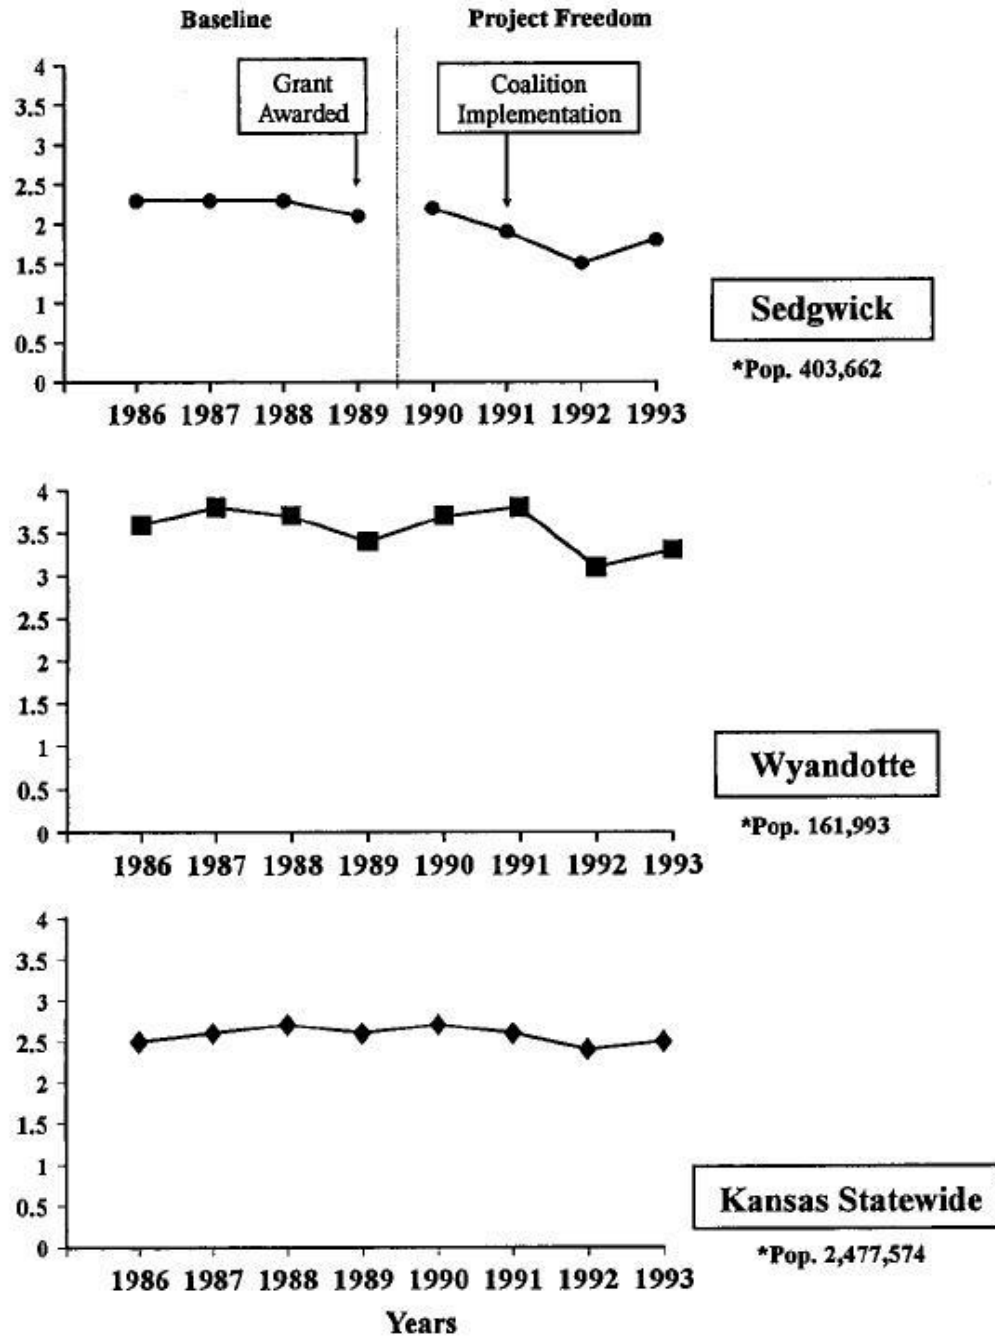 Baseline
Project Freedom
4
3.5
3
2.5
2
1.5
1
0.5
0
Grant
Awarded
Coalition
Implementation
1986 1987 1988 1989 1990 1991 1992 1993
Sedgwick
*Pop. 403,662
4
3.5
3
2.5
2
1.5
1
0.5
0
1986 1987 1988 1989 1990 1991 1992 1993
Wyandotte
*Pop. 161,993
4
3.5
3
2.5
2
1.5
1
0.5
0
1986 1987 1988 1989 1990 1991 1992 1993
Kansas Statewide
*Pop. 2,477,574
Years